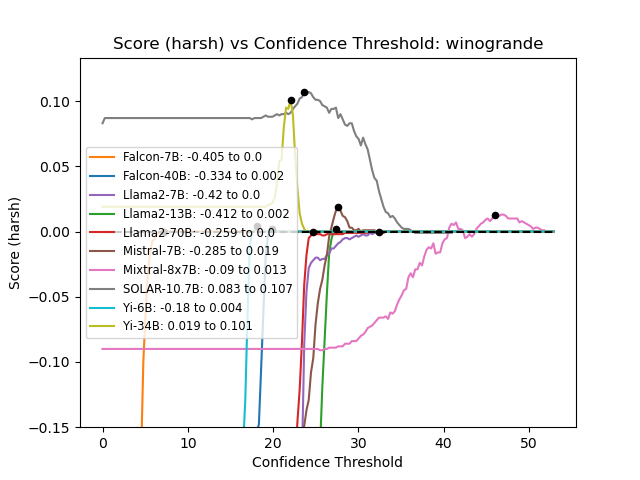 Score (harsh) vs Confidence Threshold: winogrande
Score (harsh)
0.10
0.05
0.00
−0.05
−0.10
−0.15
Falcon-7B: -0.405 to 0.0
Falcon-40B: -0.334 to 0.002
Llama2-7B: -0.42 to 0.0
Llama2-13B: -0.412 to 0.002
Llama2-70B: -0.259 to 0.0
Mistral-7B: -0.285 to 0.019
Mixtral-8x7B: -0.09 to 0.013
SOLAR-10.7B: 0.083 to 0.107
Yi-6B: -0.18 to 0.004
Yi-34B: 0.019 to 0.101
0 10 20 30 40 50
Confidence Threshold